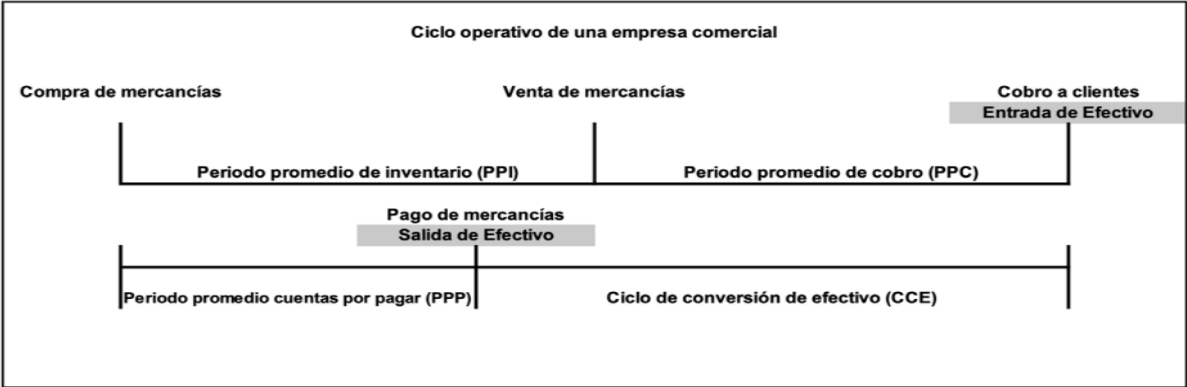 Ciclo operativo de una empresa comercial
Compra de mercancías
Venta de mercancías
Cobro a clientes
Entrada de Efectivo
Periodo promedio de inventario (PPI)
Periodo promedio de cobro (PPC)
Pago de mercancías
Salida de Efectivo
Periodo promedio cuentas por pagar (PPP)
Ciclo de conversión de efectivo (CCE)